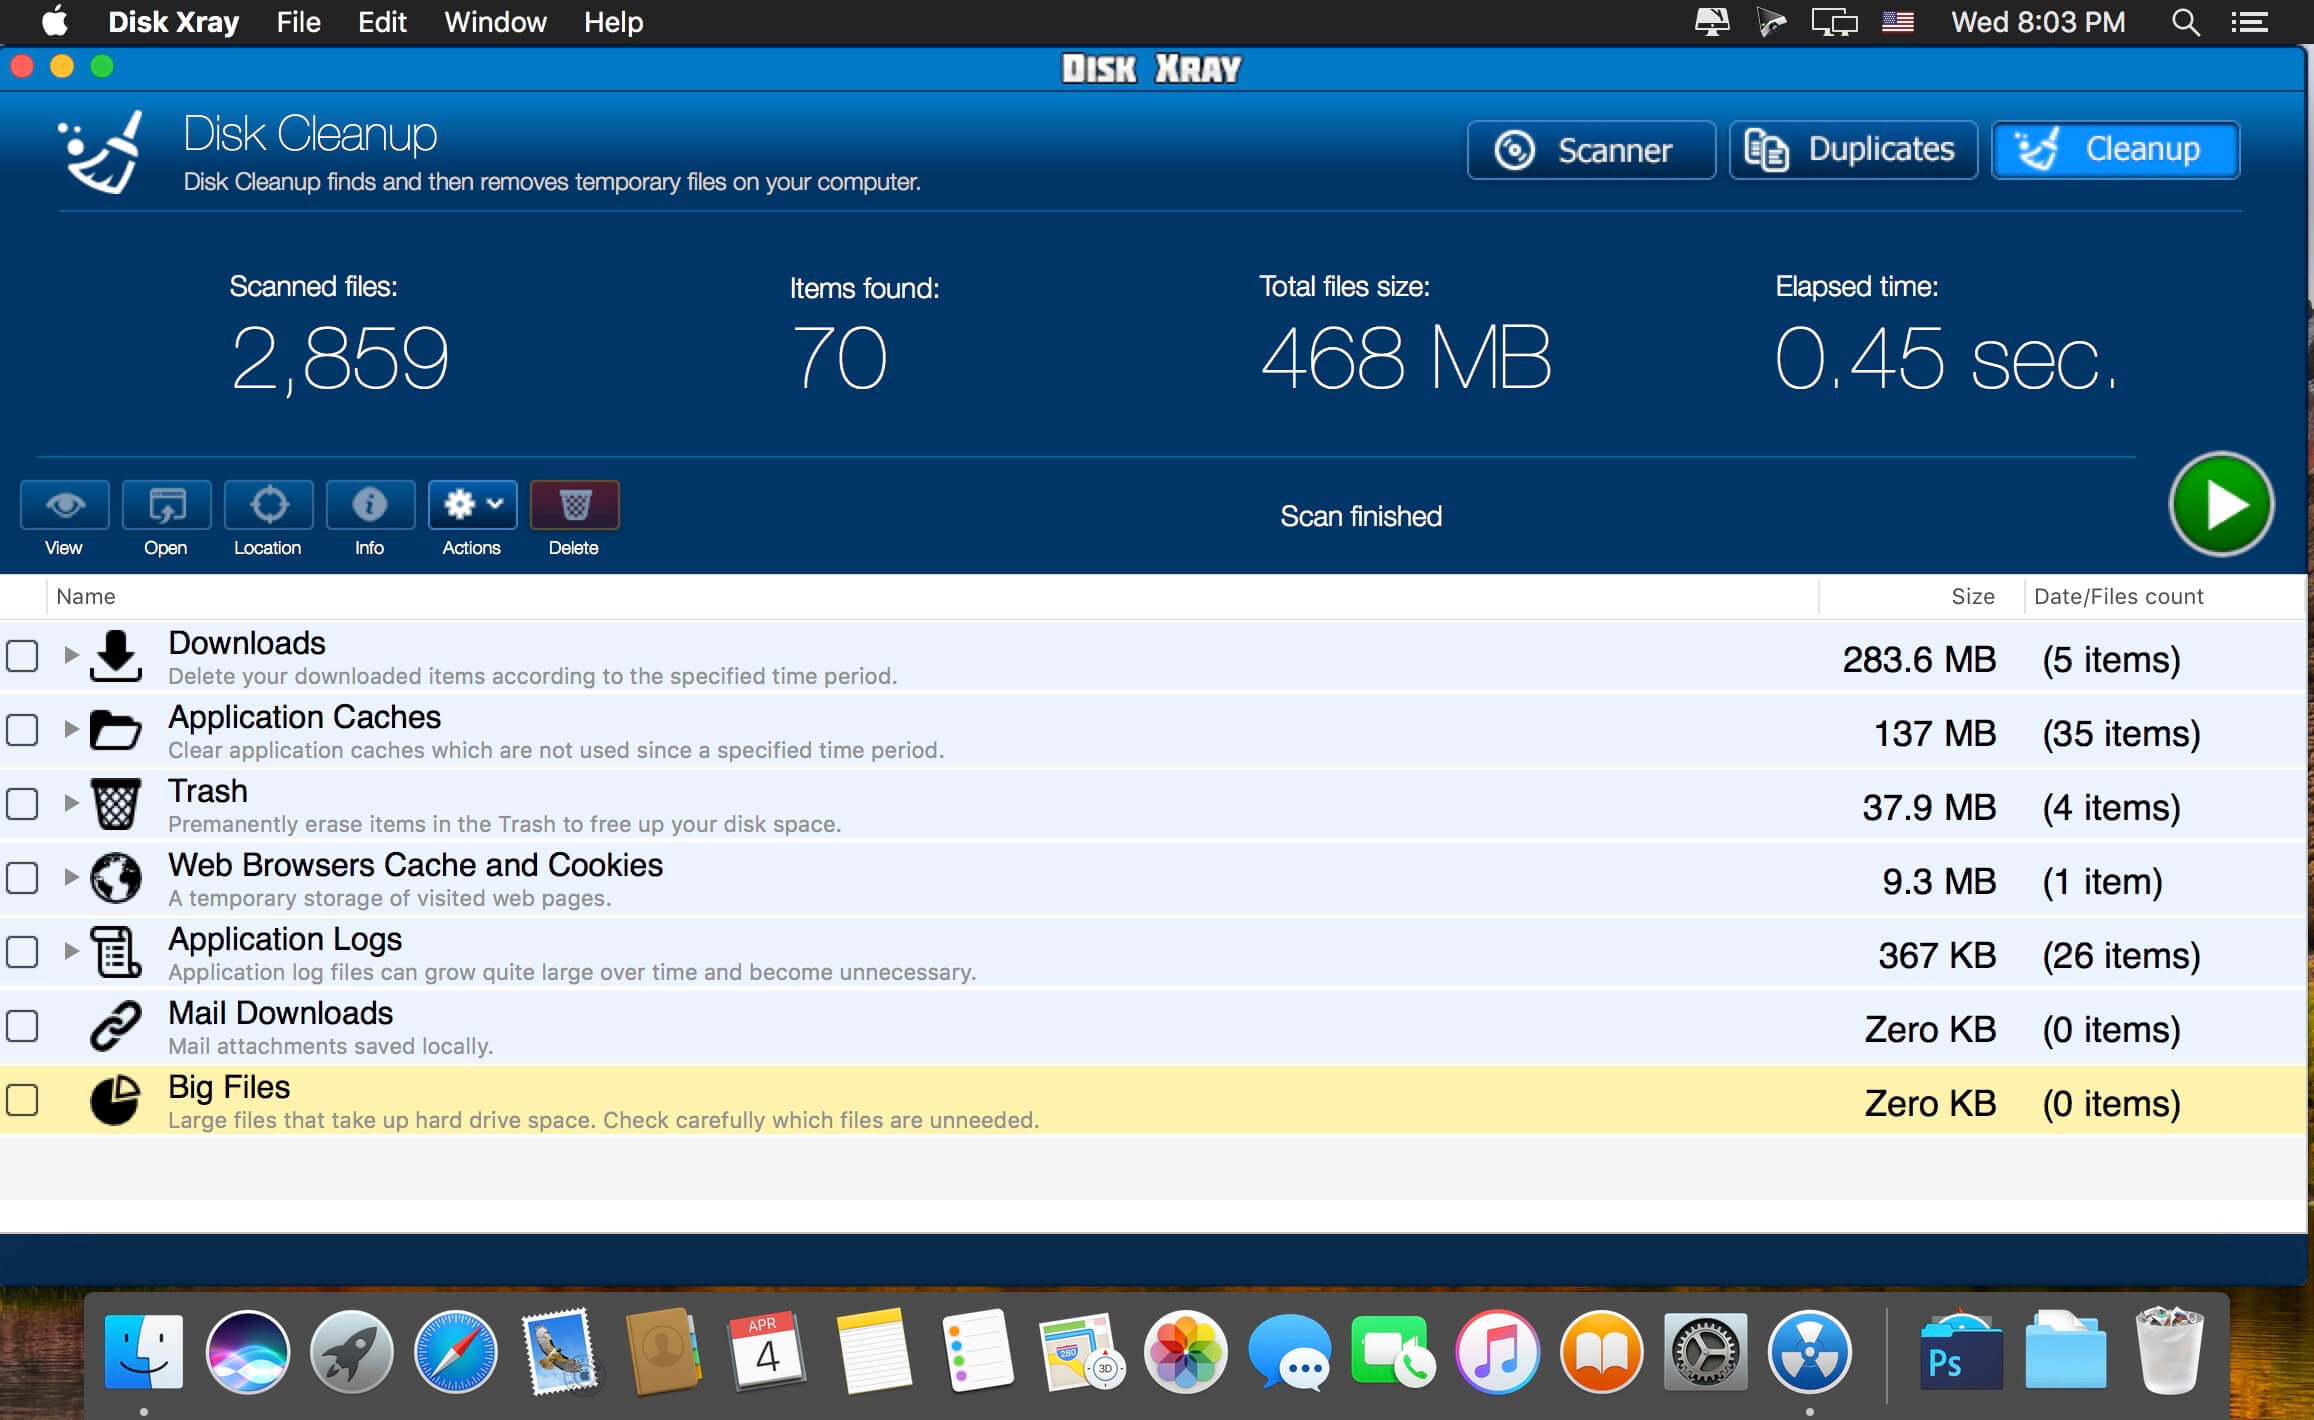 Disk Xray File Edit Window Help Wed 8:03 PM
Disk Xray
Disk Cleanup
Disk Cleanup finds and then removes temporary files on your computer.
Scanner Duplicates Cleanup
Scanned files: Items found: Total files size: Elapsed time:
2,859 70 468 MB 0.45 sec.
View Open Location Info Actions Delete
Scan finished
Name Size Date/Files count
Downloads
Delete your downloaded items according to the specified time period.
283.6 MB (5 items)
Application Caches
Clear application caches which are not used since a specified time period.
137 MB (35 items)
Trash
Premanently erase items in the Trash to free up your disk space.
37.9 MB (4 items)
Web Browsers Cache and Cookies
A temporary storage of visited web pages.
9.3 MB (1 item)
Application Logs
Application log files can grow quite large over time and become unnecessary.
367 KB (26 items)
Mail Downloads
Mail attachments saved locally.
Zero KB (0 items)
Big Files
Large files that take up hard drive space. Check carefully which files are unneeded.
Zero KB (0 items)
APR
4
280
3D
Ps